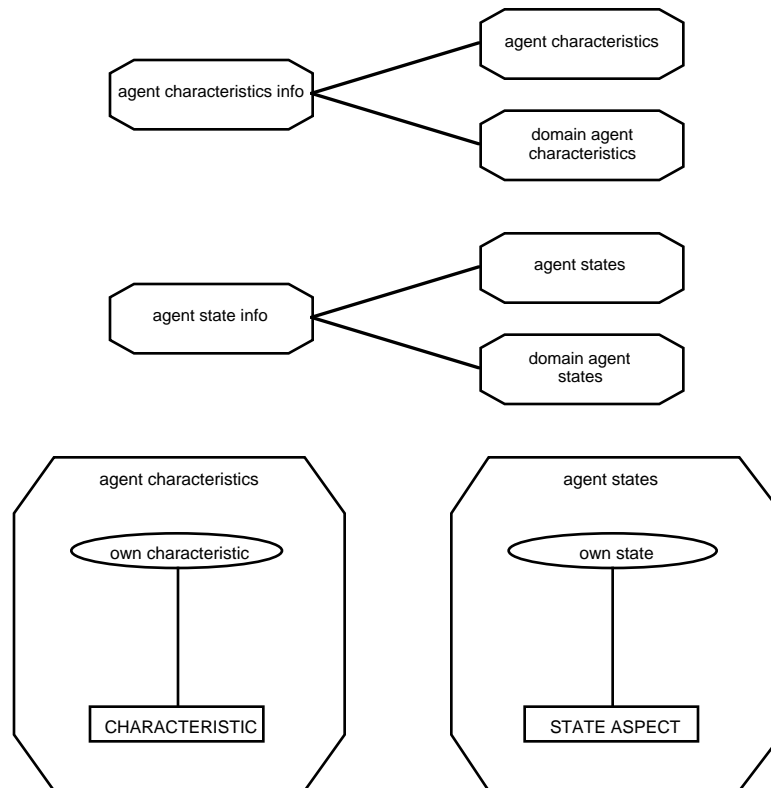 agent characteristics
agent characteristics info
domain agent
characteristics
agent states
agent state info
domain agent
states
agent characteristics
own characteristic
CHARACTERISTIC
agent states
own state
STATE ASPECT